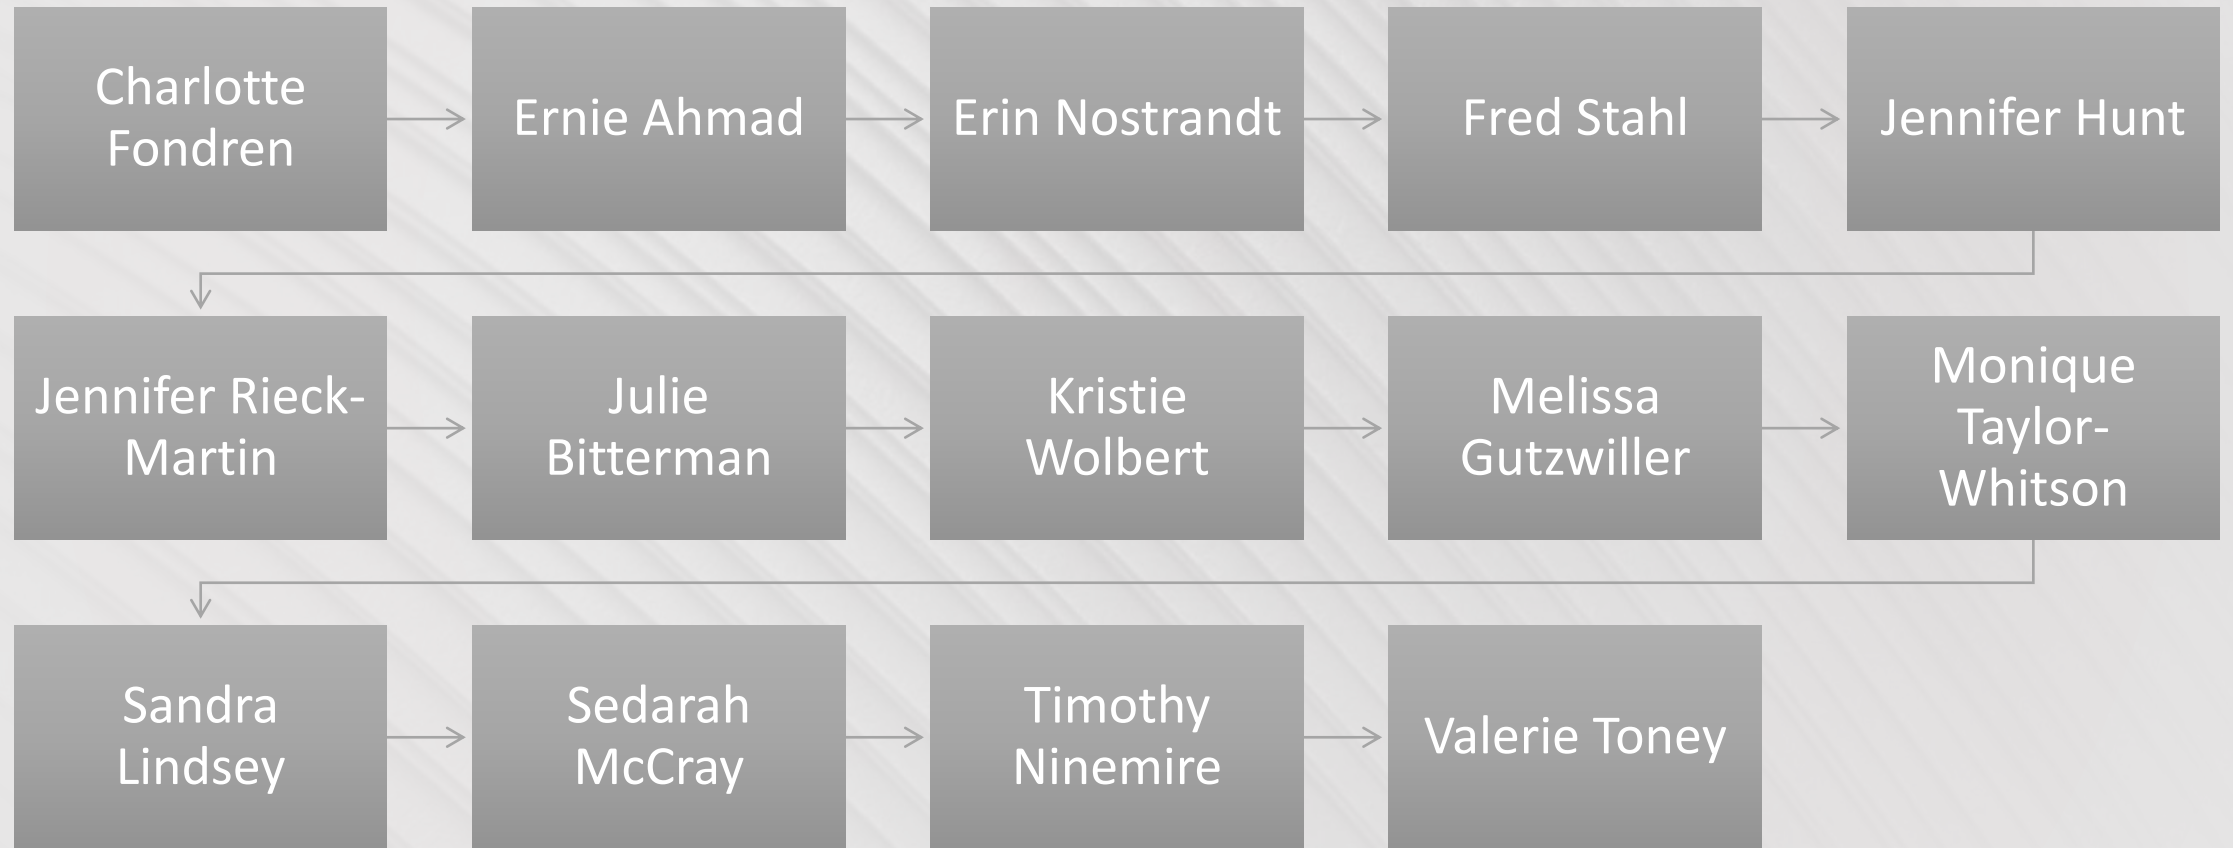 Charlotte
Fondren
Ernie Ahmad
Erin Nostrandt
Fred Stahl
Jennifer Hunt
Jennifer Rieck-
Martin
Julie
Bitterman
Kristie
Wolbert
Melissa
Gutzwiller
Monique
Taylor-
Whitson
Sandra
Lindsey
Sedarah
McCray
Timothy
Ninemire
Valerie Toney